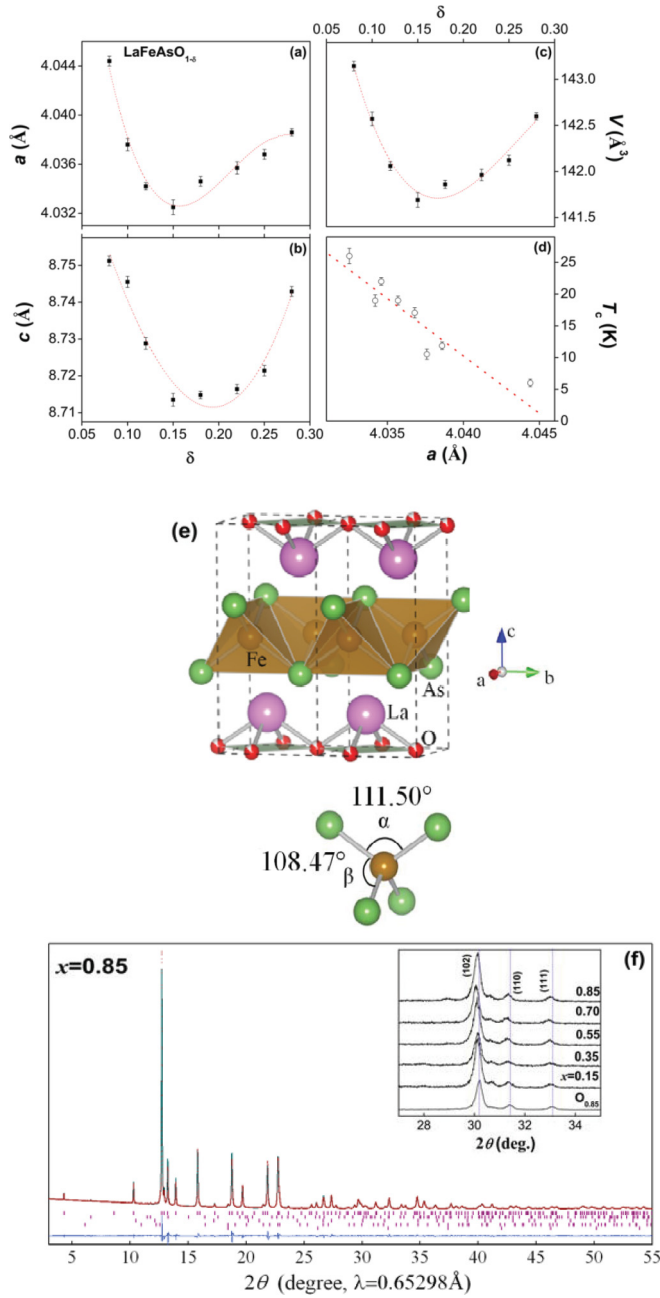 δ
0.05 0.10 0.15 0.20 0.25 0.30
LaFeAsO1-δ
(a)
(c)
4.044
4.038
4.036
4.032
a (Å)
143.0
142.5
142.0
141.5
V (Å3)
(b)
(d)
8.75
8.74
8.72
8.71
c (Å)
25
20
15
10
5
0
Tc (K)
0.05 0.10 0.15 0.20 0.25 0.30
4.035 4.040 4.045
δ
a (Å)
(e)
Fe
As
La
O
c
a
b
111.50°
α
108.47°
β
x=0.85
(f)
(102)
(110)
(111)
0.85
0.70
0.55
0.35
x=0.15
O0.85
28 30 32 34
2θ (deg.)
5 10 15 20 25 30 35 40 45 50 55
2θ (degree, λ=0.65298Å)